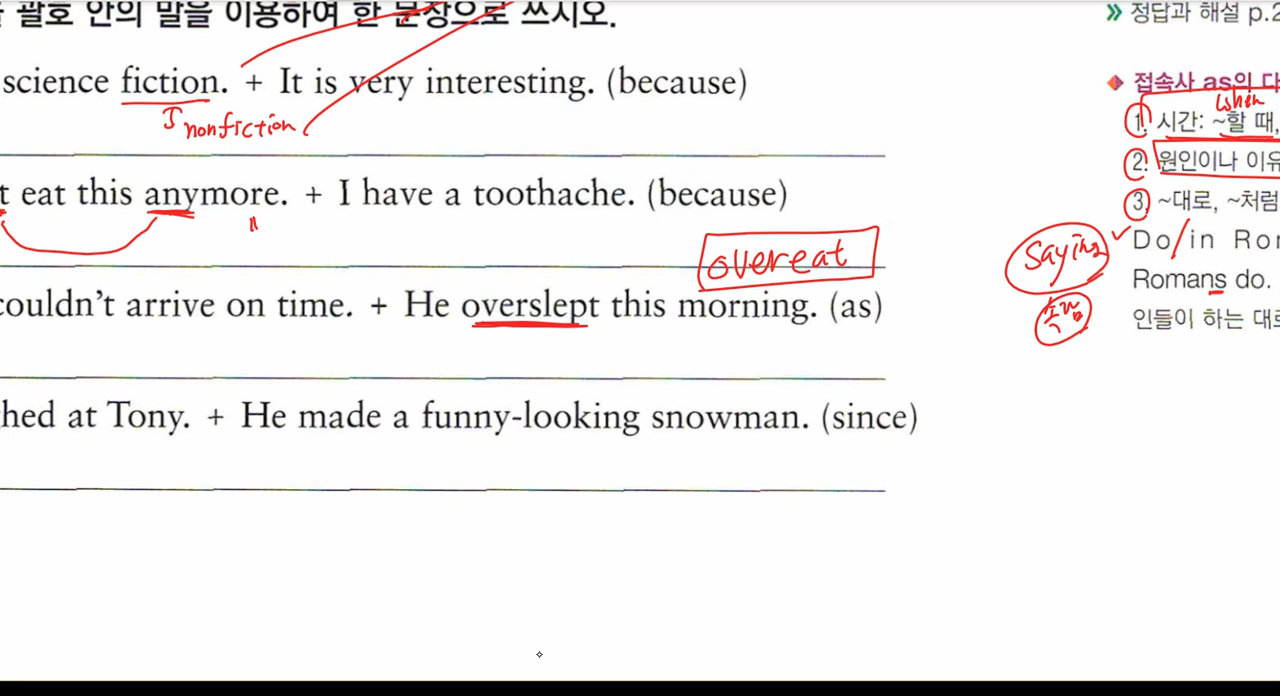 괄호 안의 말을 이용하여 한 문장으로 쓰시오.
science fiction. + It is very interesting. (because)
nonfiction
eat this anymore. + I have a toothache. (because)
overeat
couldn't arrive on time. + He overslept this morning. (as)
hed at Tony. + He made a funny-looking snowman. (since)
정답과 해설 p.2
접속사 as의
when
1. 시간: ~할 때,
2. 원인이나 이유
3. ~대로, ~처럼
Saying
Do/in Rom
Romans do.
속담
인들이 하는 대로